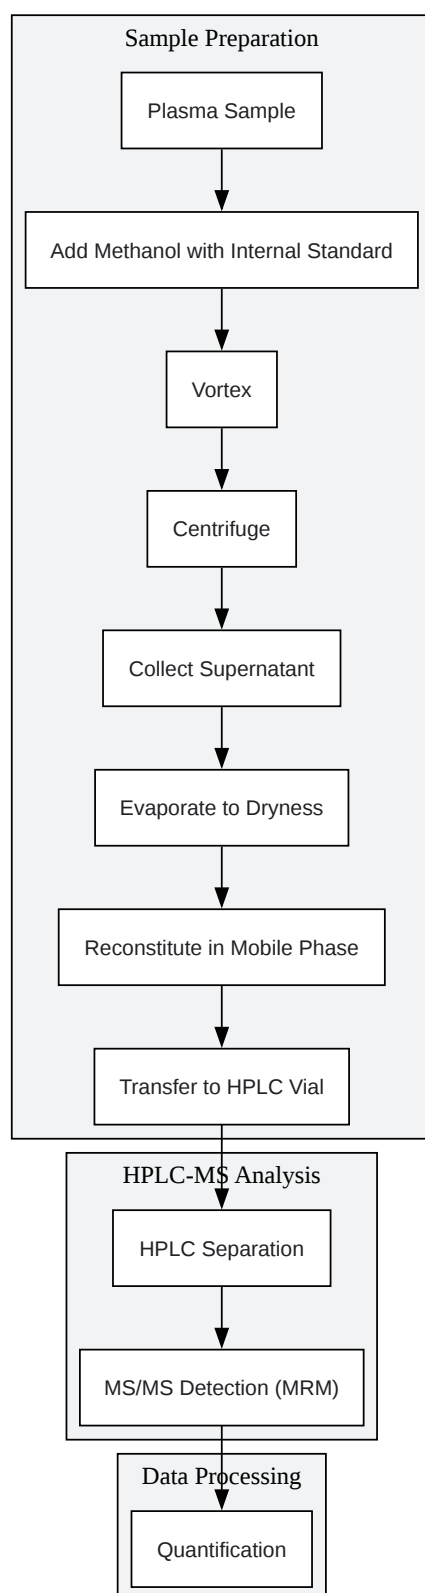 Sample Preparation
Plasma Sample
Add Methanol with Internal Standard
Vortex
Centrifuge
Collect Supernatant
Evaporate to Dryness
Reconstitute in Mobile Phase
Transfer to HPLC Vial
HPLC-MS Analysis
HPLC Separation
MS/MS Detection (MRM)
Data Processing
Quantification